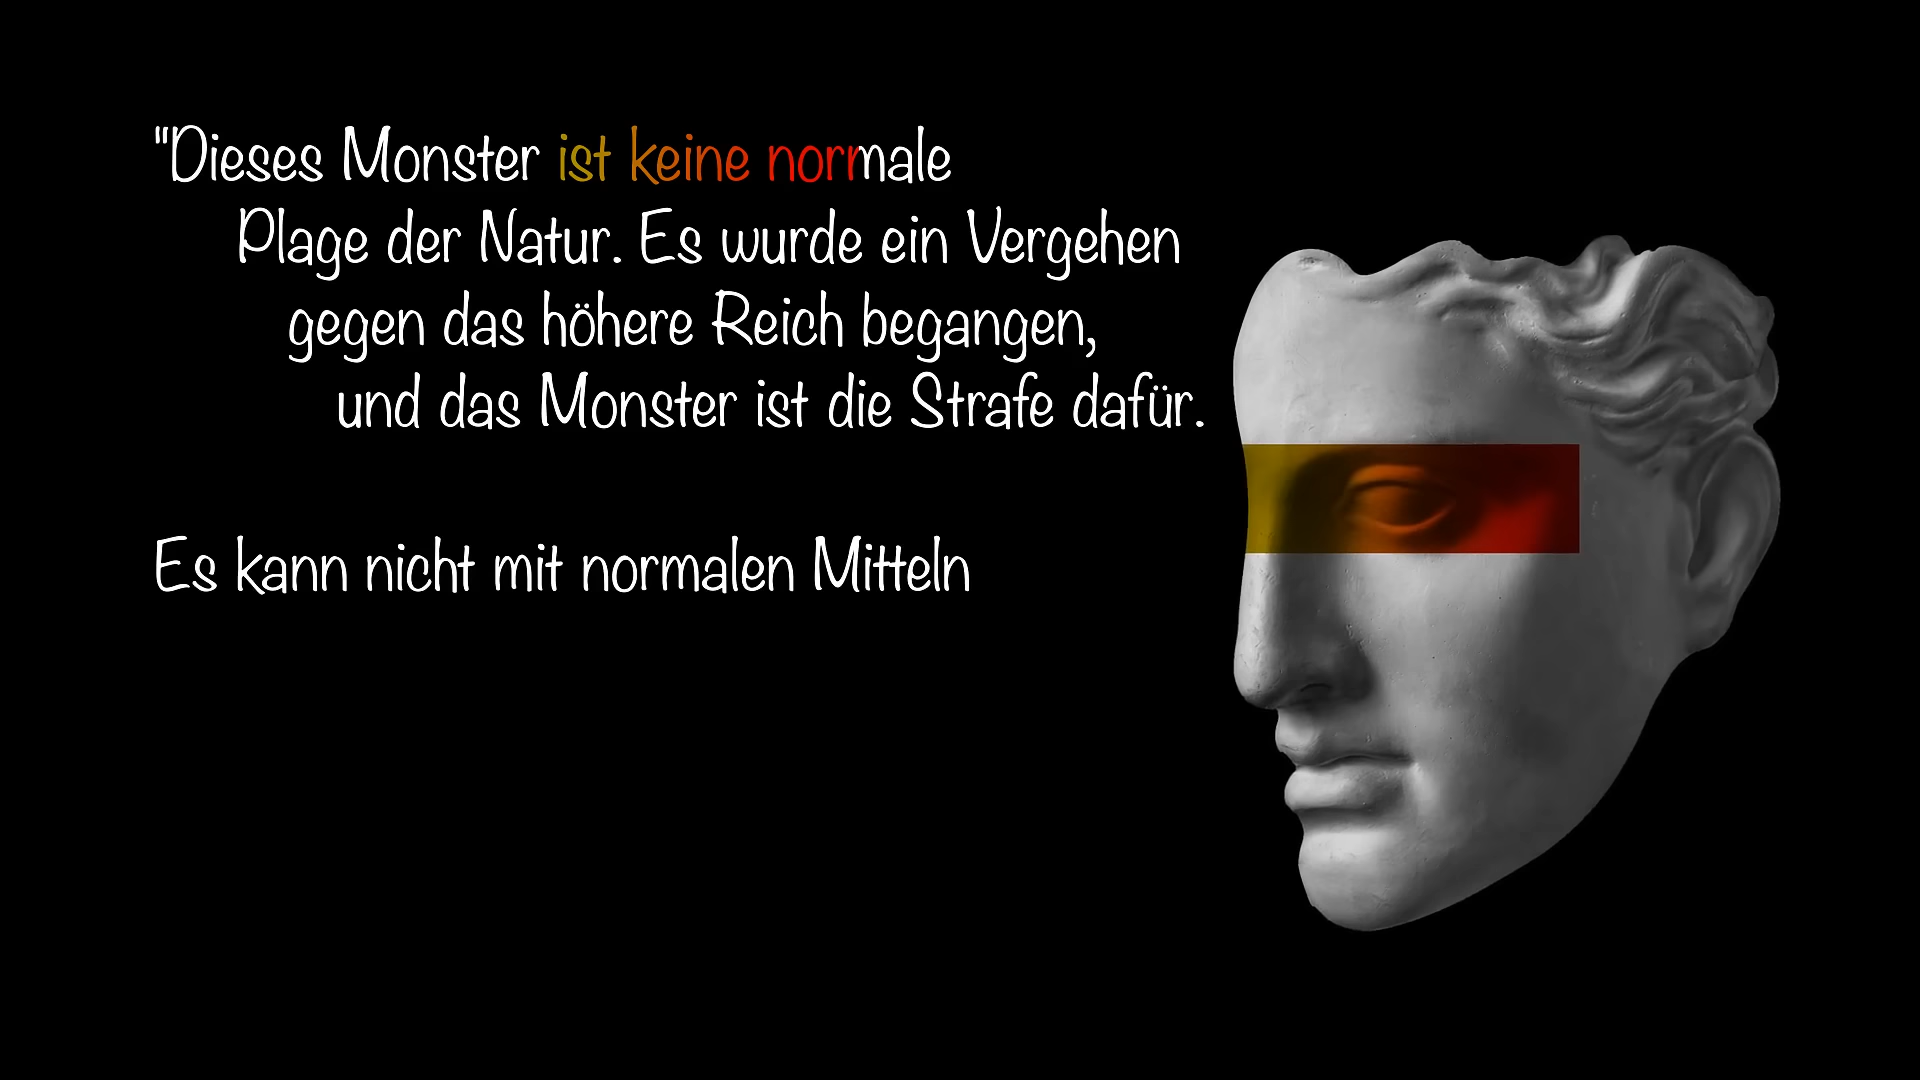 "Dieses Monster ist keine normale
Plage der Natur. Es wurde ein Vergehen
gegen das höhere Reich begangen,
und das Monster ist die Strafe dafür.
Es kann nicht mit normalen Mitteln